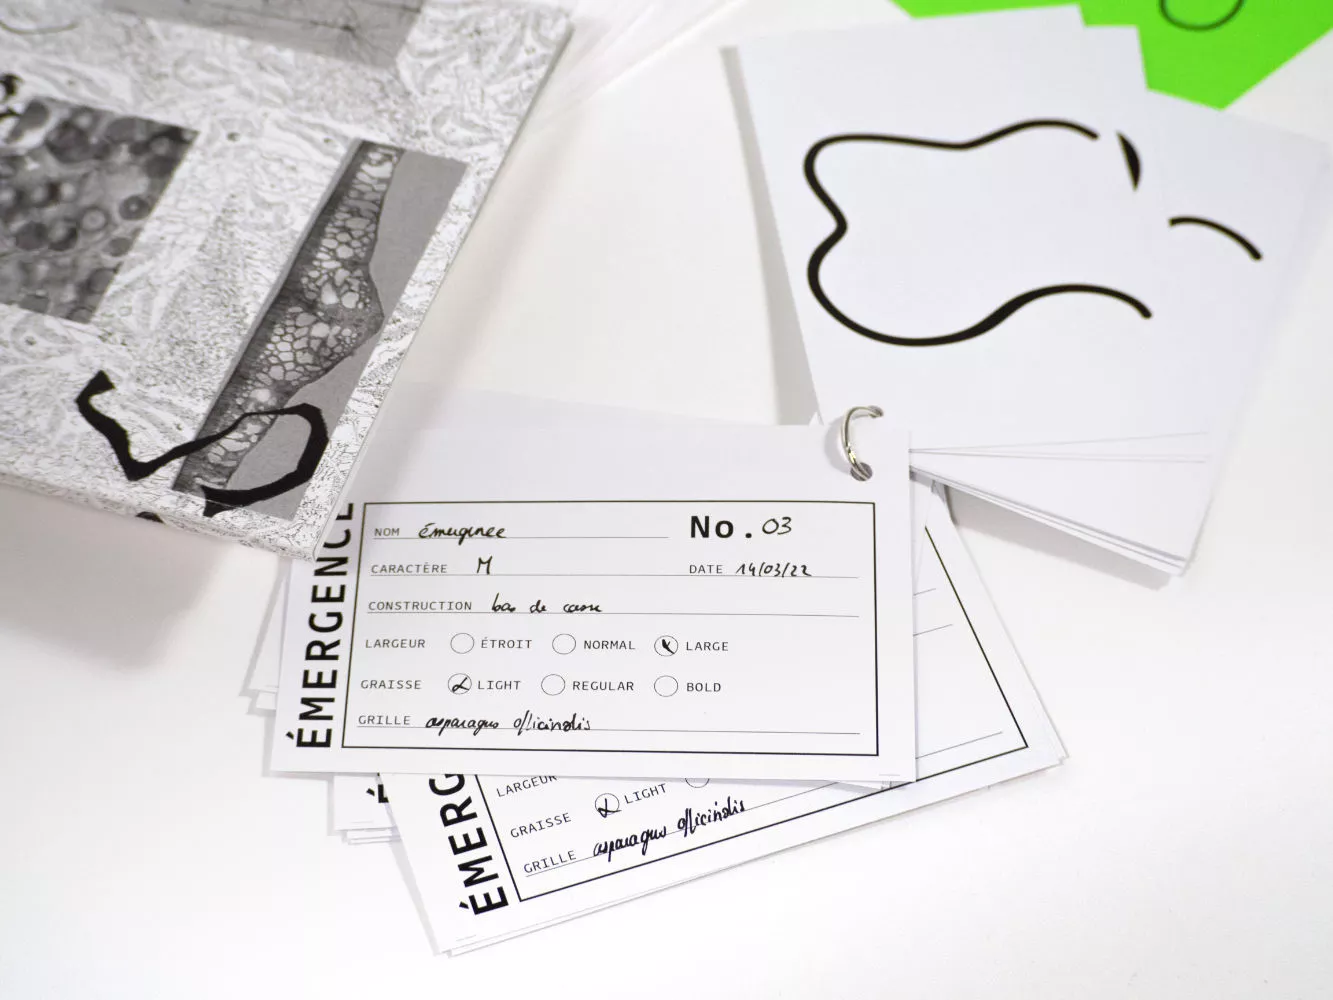 ÉMERGENCE
NOM émergence
No. 03
CARACTÈRE M
DATE 14/03/22
CONSTRUCTION bas de casse
LARGEUR ÉTROIT NORMAL LARGE
GRAISSE LIGHT REGULAR BOLD
GRILLE asparagus officinalis
ÉMERG
LARGEUR
GRAISSE LIGHT
GRILLE asparagus officinalis